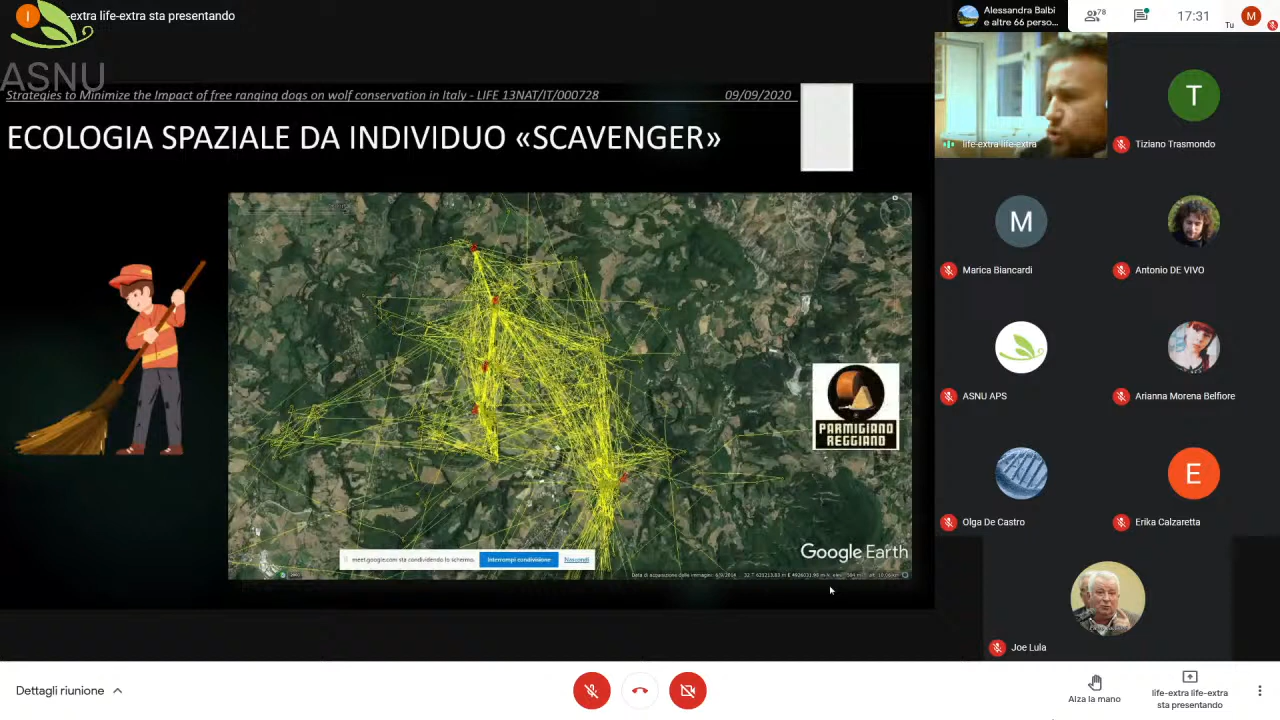 -extra life-extra sta presentando
ASNU
Strategies to Minimize the Impact of free ranging dogs on wolf conservation in Italy - LIFE 13NAT/IT/000728
09/09/2020
ECOLOGIA SPAZIALE DA INDIVIDUO «SCAVENGER»
PARMIGIANO
REGGIANO
meet.google.com sta condividendo lo schermo.
Interrompi condivisione
Nascondi
Google Earth
Alessandra Balbi
e altre 66 perso...
78
17:31
Tu
M
life-extra life-extra
T
Tiziano Trasmondo
M
Marica Biancardi
Antonio DE VIVO
ASNU APS
Arianna Morena Belfiore
Olga De Castro
E
Erika Calzaretta
Joe Lula
Dettagli riunione
Alza la mano
life-extra life-extra
sta presentando